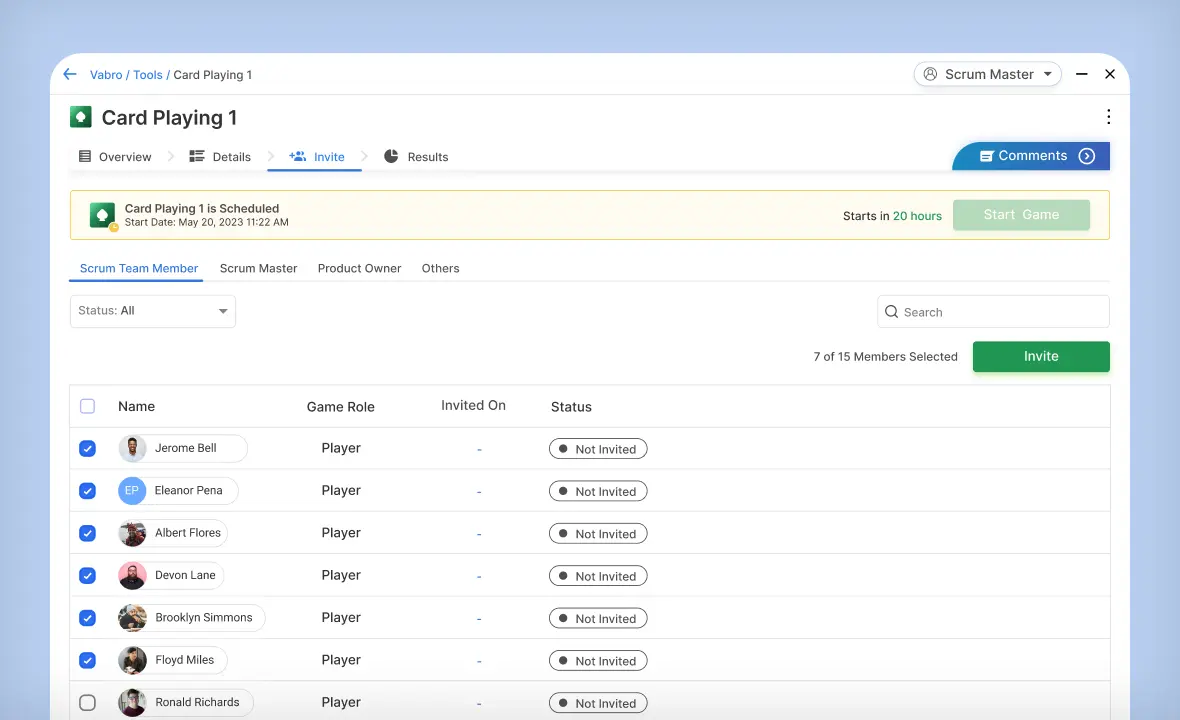 Vabro / Tools / Card Playing 1
Scrum Master
Card Playing 1
Overview Details Invite Results
Comments
Card Playing 1 is Scheduled
Start Date: May 20, 2023 11:22 AM
Starts in 20 hours
Start Game
Scrum Team Member Scrum Master Product Owner Others
Status: All
Search
7 of 15 Members Selected
Invite
Name Game Role Invited On Status
Jerome Bell Player - Not Invited
EP Eleanor Pena Player - Not Invited
Albert Flores Player - Not Invited
Devon Lane Player - Not Invited
Brooklyn Simmons Player - Not Invited
Floyd Miles Player - Not Invited
Ronald Richards Player - Not Invited